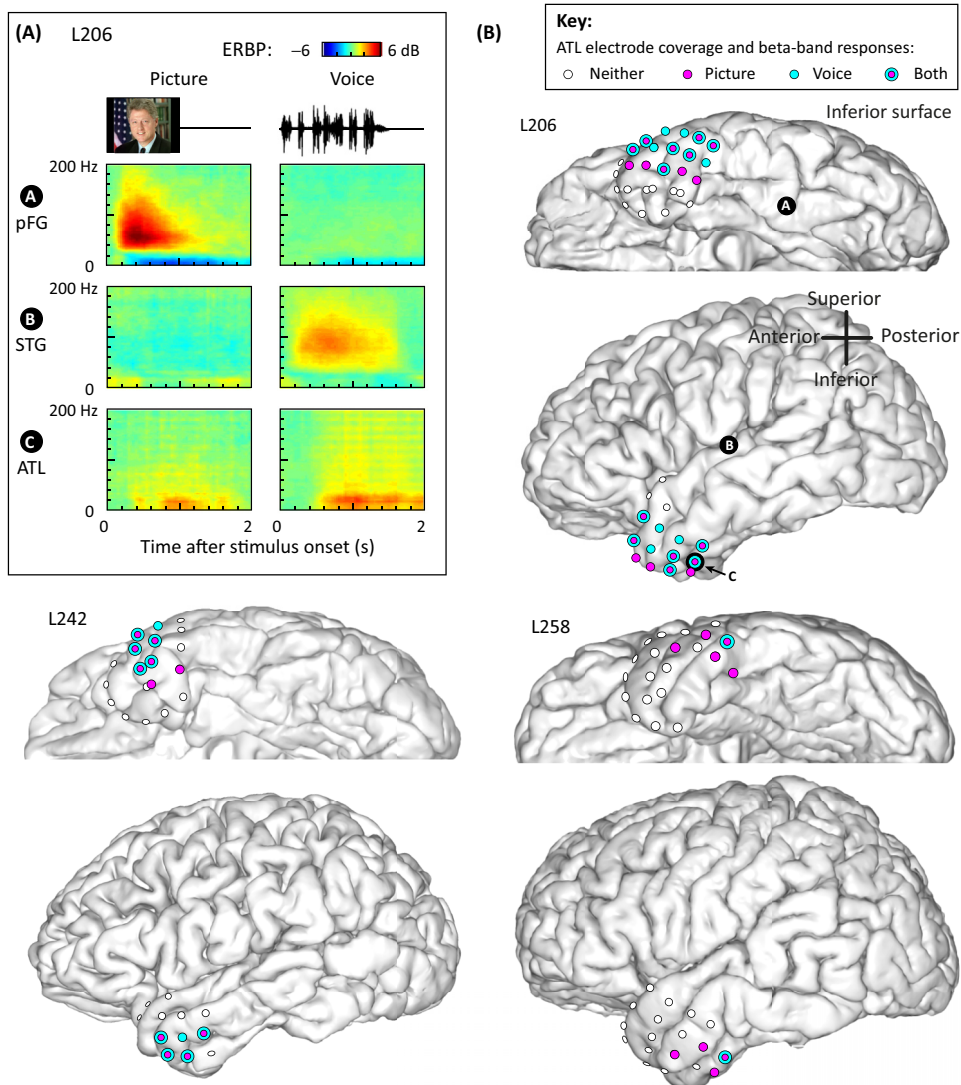 (A) L206
ERBP: −6 6 dB
Picture Voice
200 Hz
A
pFG
0
200 Hz
B
STG
0
200 Hz
C
ATL
0
0 2 0 2
Time after stimulus onset (s)
(B)
Key:
ATL electrode coverage and beta-band responses:
Neither Picture Voice Both
Inferior surface
L206
A
Superior
Anterior Posterior
Inferior
B
C
L242
L258